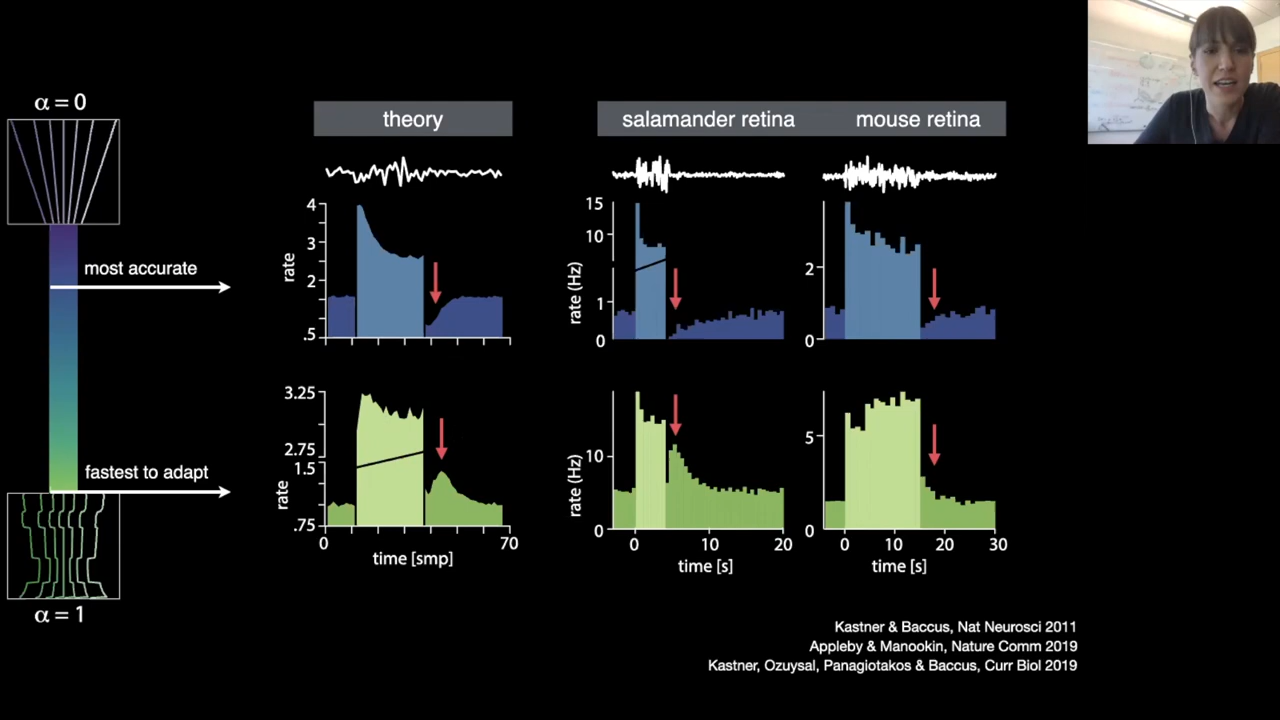 α = 0
theory
salamander retina
mouse retina
4
3
2
.5
rate
15
10
1
0
rate (Hz)
2
0
most accurate
3.25
2.75
1.5
.75
rate
0
70
time [smp]
10
0
rate (Hz)
0
10
20
time [s]
5
0
0
10
20
30
time [s]
fastest to adapt
α = 1
Kastner & Baccus, Nat Neurosci 2011
Appleby & Manookin, Nature Comm 2019
Kastner, Ozuysal, Panagiotakos & Baccus, Curr Biol 2019